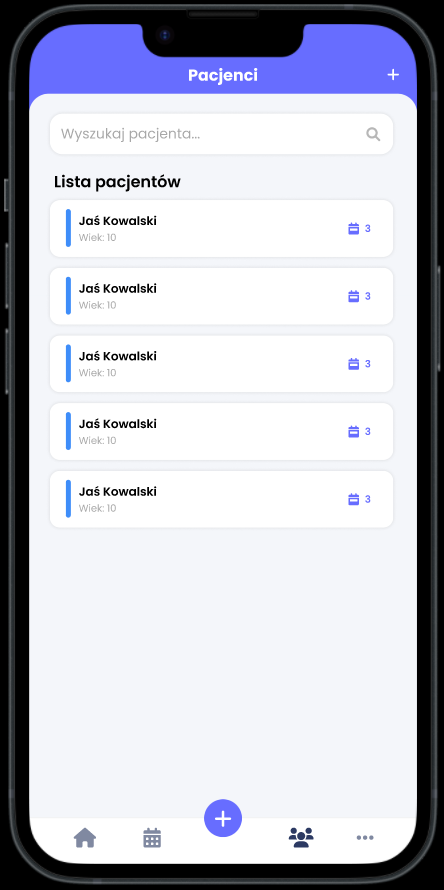 Pacjenci
Wyszukaj pacjenta...
Lista pacjentów
Jaś Kowalski
Wiek: 10
3
Jaś Kowalski
Wiek: 10
3
Jaś Kowalski
Wiek: 10
3
Jaś Kowalski
Wiek: 10
3
Jaś Kowalski
Wiek: 10
3